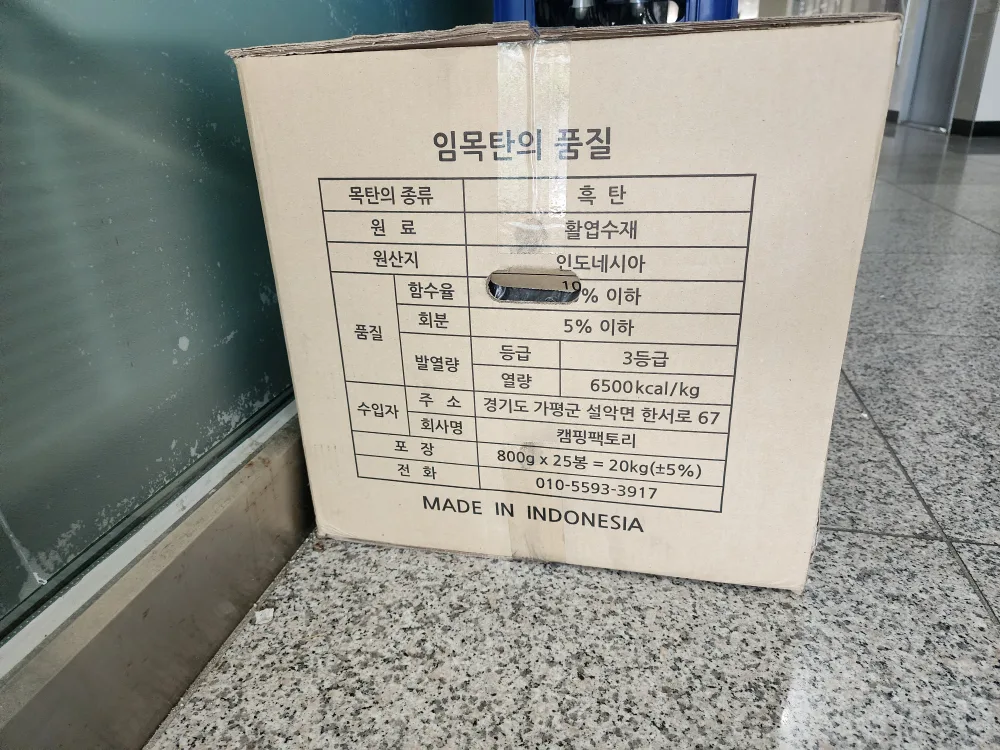 임목탄의 품질
목탄의 종류 흑 탄
원 료 활엽수재
원산지 인도네시아
품질 함수율 10% 이하
회분 5% 이하
발열량 등급 3등급
열량 6500kcal/kg
수입자 주 소 경기도 가평군 설악면 한서로 67
회사명 캠핑팩토리
포 장 800g x 25봉 = 20kg(±5%)
전 화 010-5593-3917
MADE IN INDONESIA